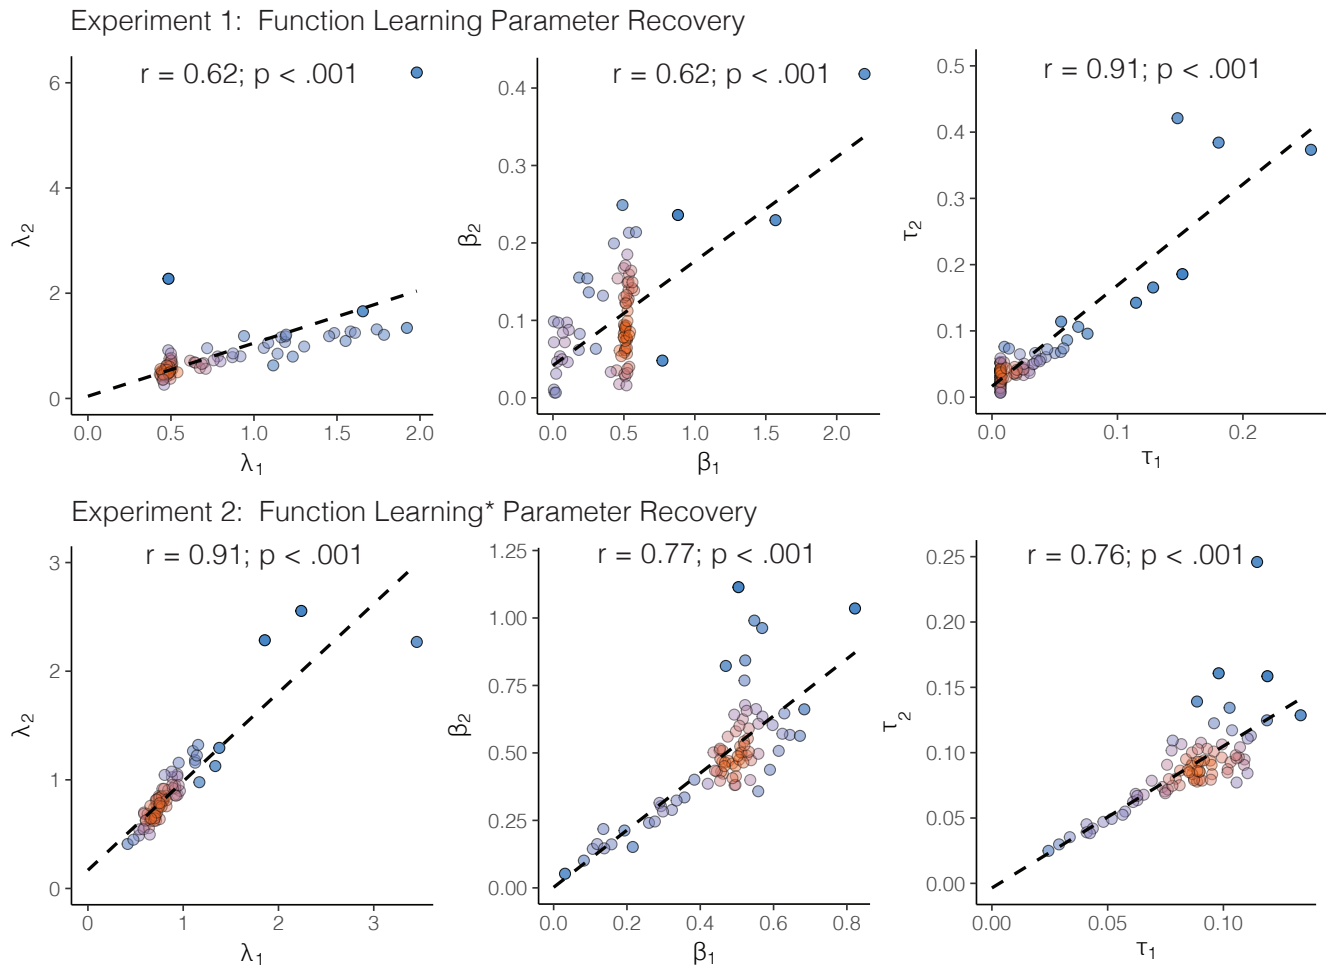 Experiment 1:  Function Learning Parameter Recovery
r = 0.62; p < .001
r = 0.62; p < .001
r = 0.91; p < .001
6
4
2
0
λ2
0.0 0.5 1.0 1.5 2.0
λ1
0.4
0.3
0.2
0.1
0.0
β2
0.0 0.5 1.0 1.5 2.0
β1
0.5
0.4
0.3
0.2
0.1
0.0
τ2
0.0 0.1 0.2
τ1
Experiment 2:  Function Learning* Parameter Recovery
r = 0.91; p < .001
r = 0.77; p < .001
r = 0.76; p < .001
3
2
1
0
λ2
0 1 2 3
λ1
1.25
1.00
0.75
0.50
0.25
0.00
β2
0.0 0.2 0.4 0.6 0.8
β1
0.25
0.20
0.15
0.10
0.05
0.00
τ2
0.00 0.05 0.10
τ1